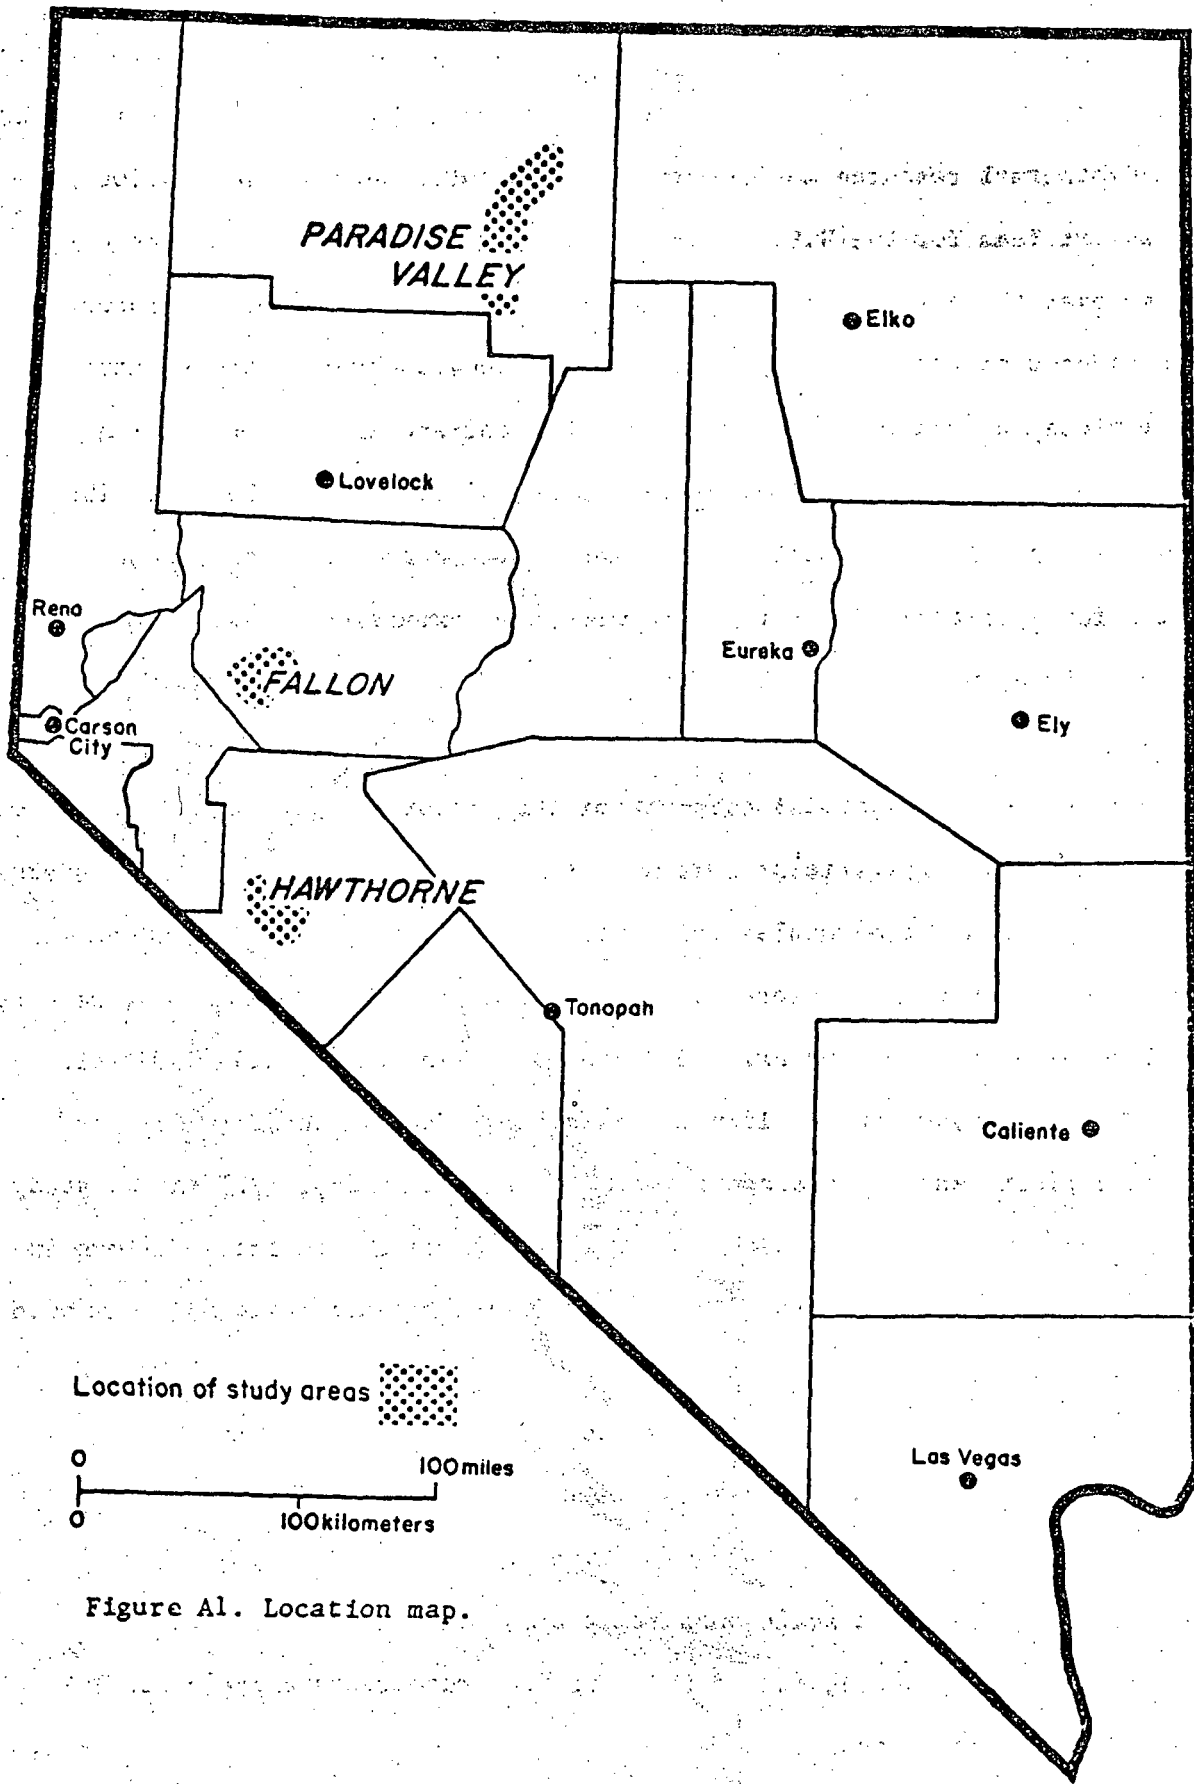 PARADISE
VALLEY
Elko
Lovelock
Reno
Eureka
FALLON
Ely
Carson
City
HAWTHORNE
Tonopah
Caliente
Location of study areas
Las Vegas
0
100 miles
0
100 kilometers
Figure A1. Location map.